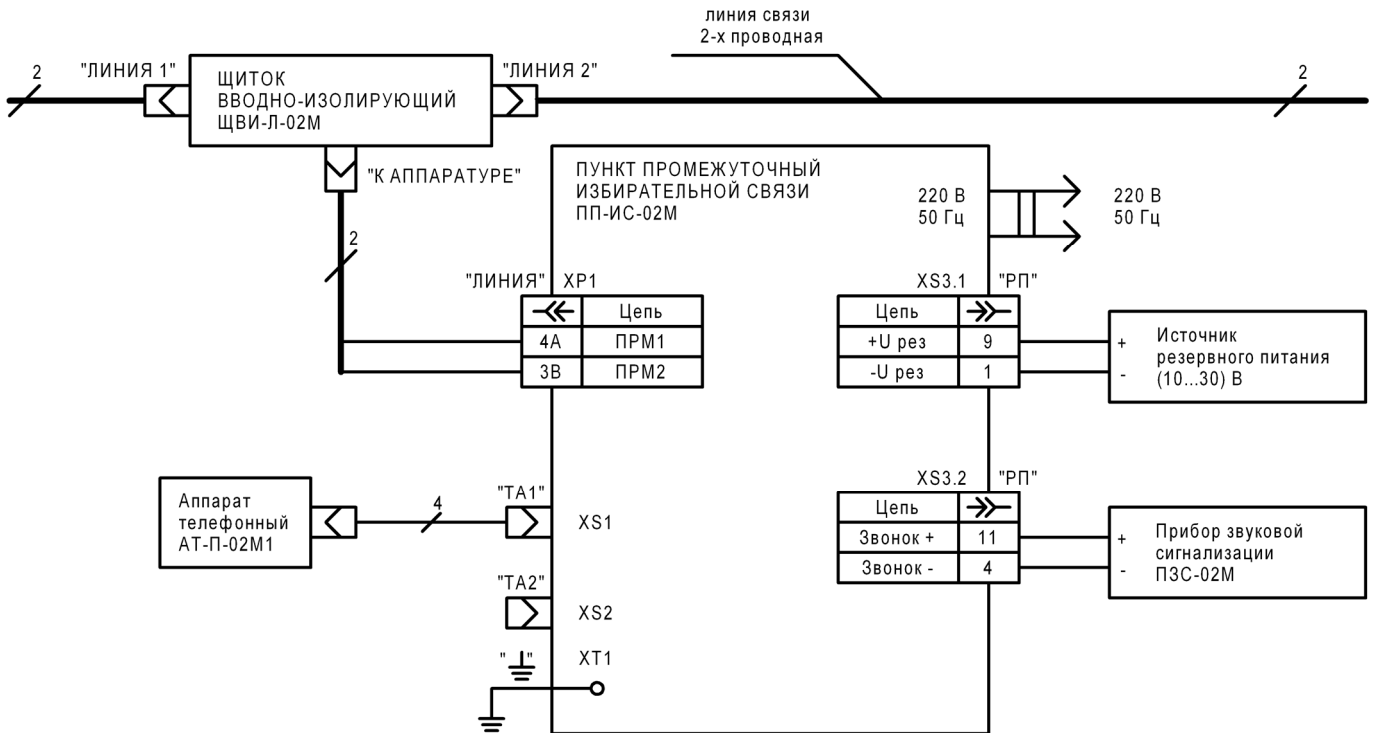 линия связи
2-х проводная
2
"ЛИНИЯ 1"
ЩИТОК
ВВОДНО-ИЗОЛИРУЮЩИЙ
ЩВИ-Л-02М
"ЛИНИЯ 2"
2
"К АППАРАТУРЕ"
2
ПУНКТ ПРОМЕЖУТОЧНЫЙ
ИЗБИРАТЕЛЬНОЙ СВЯЗИ
ПП-ИС-02М
220 В
50 Гц
220 В
50 Гц
"ЛИНИЯ" XP1
Цепь
4А ПРМ1
3В ПРМ2
XS3.1 "РП"
Цепь
+U рез 9
-U рез 1
+
-
Источник
резервного питания
(10...30) В
Аппарат
телефонный
АТ-П-02М1
4
"ТА1"
XS1
"ТА2"
XS2
" "
XT1
XS3.2 "РП"
Цепь
Звонок + 11
Звонок - 4
+
-
Прибор звуковой
сигнализации
ПЗС-02М